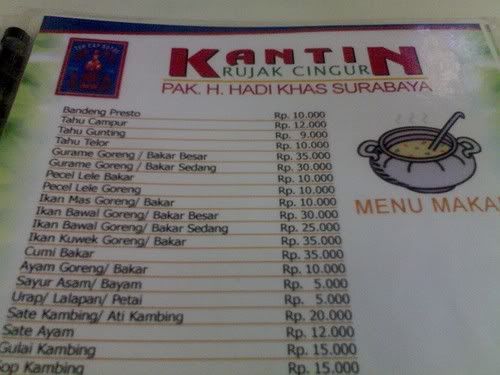 KANTIN
RUJAK CINGUR
PAK. H. HADI KHAS SURABAYA
Bandeng Presto Rp. 10.000
Tahu Campur Rp. 12.000
Tahu Gunting Rp. 9.000
Tahu Telor Rp. 10.000
Gurame Goreng / Bakar Besar Rp. 35.000
Gurame Goreng / Bakar Sedang Rp. 30.000
Pecel Lele Bakar Rp. 10.000
Pecel Lele Goreng Rp. 10.000
Ikan Mas Goreng/ Bakar Rp. 10.000
Ikan Bawal Goreng/ Bakar Besar Rp. 30.000
Ikan Bawal Goreng/ Bakar Sedang Rp. 25.000
Ikan Kuwek Goreng/ Bakar Rp. 35.000
Cumi Bakar Rp. 35.000
Ayam Goreng/ Bakar Rp. 10.000
Sayur Asam/ Bayam Rp. 5.000
Urap/ Lalapan/ Petai Rp. 5.000
Sate Kambing/ Ati Kambing Rp. 20.000
Sate Ayam Rp. 12.000
Gulai Kambing Rp. 15.000
Sop Kambing Rp. 15.000
MENU MAKA